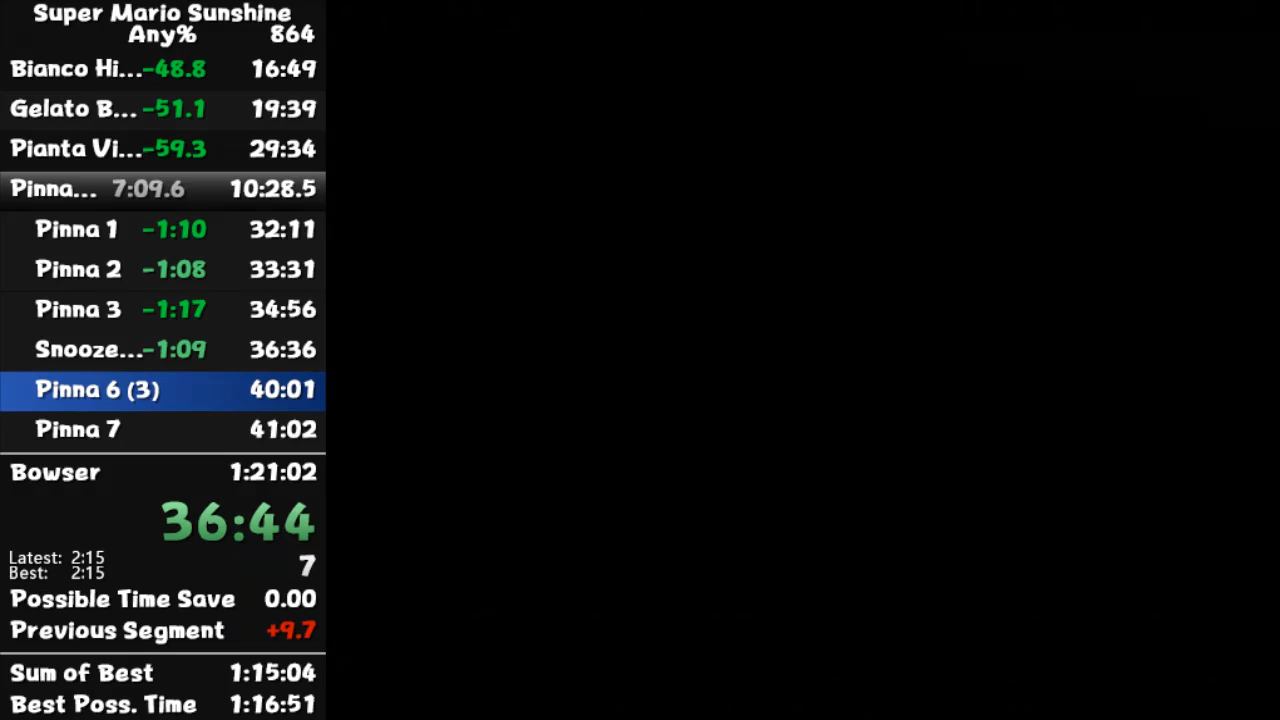 Super Mario Sunshine
Any% 864
Bianco Hi... -48.8 16:49
Gelato B... -51.1 19:39
Pianta Vi... -59.3 29:34
Pinna... 7:09.6 10:28.5
Pinna 1 -1:10 32:11
Pinna 2 -1:08 33:31
Pinna 3 -1:17 34:56
Snooze... -1:09 36:36
Pinna 6 (3) 40:01
Pinna 7 41:02
Bowser 1:21:02
36:44
Latest: 2:15
Best: 2:15
7
Possible Time Save 0.00
Previous Segment +9.7
Sum of Best 1:15:04
Best Poss. Time 1:16:51